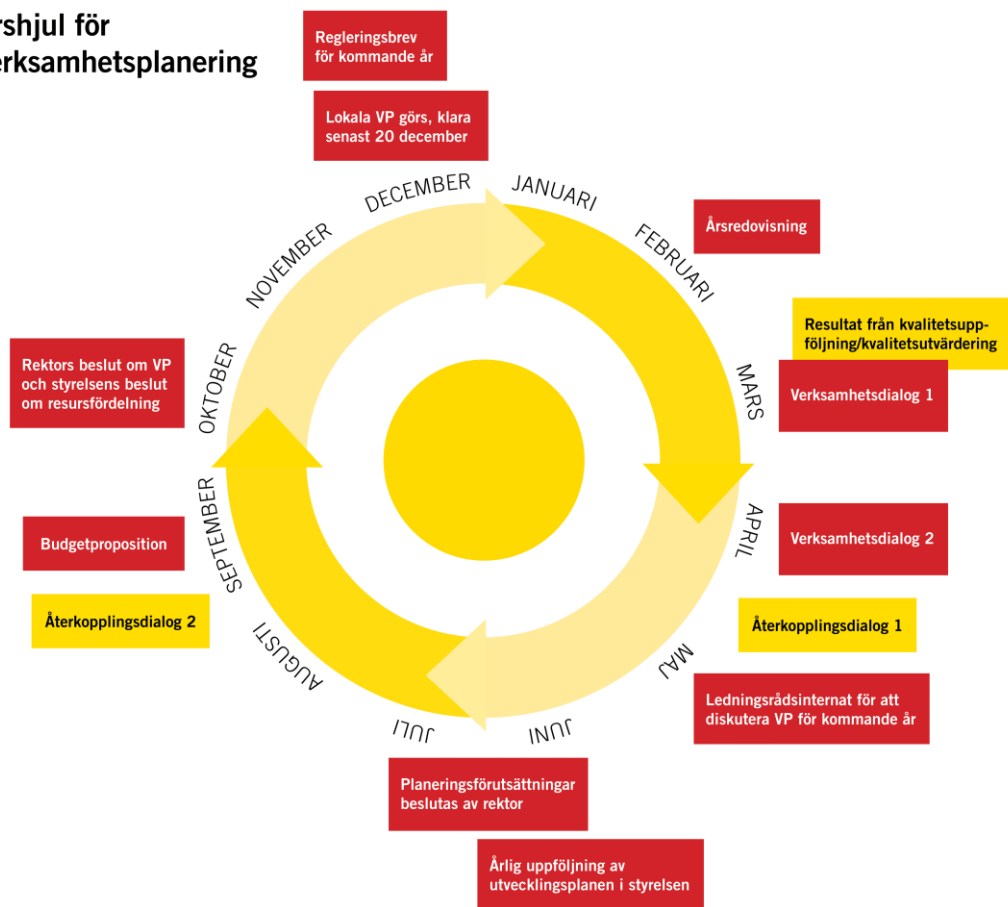 rshjul för
erksamhetsplanering
Regleringsbrev
för kommande år
Lokala VP görs, klara
senast 20 december
JANUARI
FEBRUARI
Årsredovisning
Resultat från kvalitetsupp-
följning/kvalitetsutvärdering
MARS
Verksamhetsdialog 1
APRIL
Verksamhetsdialog 2
Återkopplingsdialog 1
MAJ
Ledningsrådsinternat för att
diskutera VP för kommande år
JUNI
Årlig uppföljning av
utvecklingsplanen i styrelsen
Planeringsförutsättningar
beslutas av rektor
JULI
AUGUSTI
Återkopplingsdialog 2
SEPTEMBER
Budgetproposition
OKTOBER
Rektors beslut om VP
och styrelsens beslut
om resursfördelning
NOVEMBER
DECEMBER